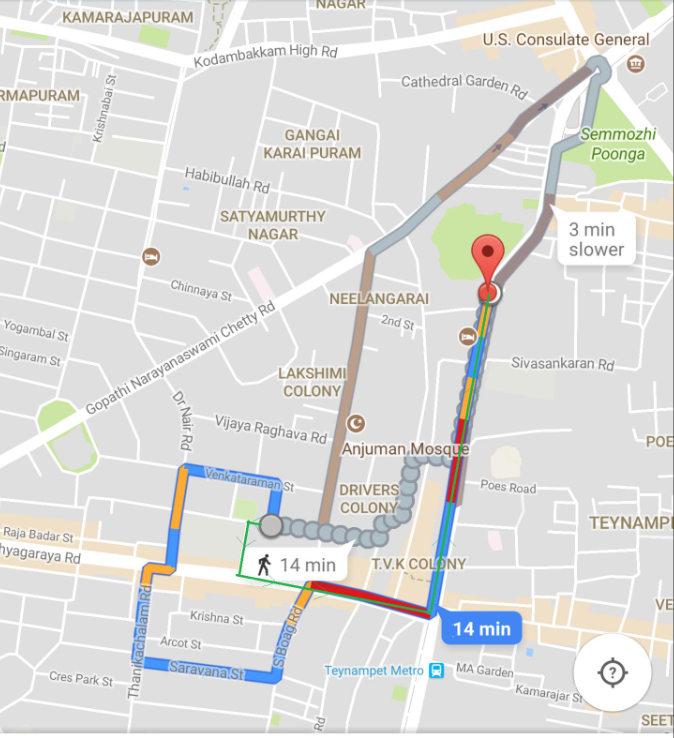 NAGAR
KAMARAJAPURAM
U.S. Consulate General
Kodambakkam High Rd
Cathedral Garden Rd
RMAPURAM
Krishnabai St
GANGAI
KARAI PURAM
Semmozhi
Poonga
Habibullah Rd
SATYAMURTHY
NAGAR
3 min
slower
Chinnaya St
NEELANGARAI
2nd St
Yogambal St
Singaram St
Gopathi Narayanaswami Chetty Rd
Sivasankaran Rd
LAKSHIMI
COLONY
Dr Nair Rd
Vijaya Raghava Rd
Anjuman Mosque
POE
Venkataraman St
DRIVERS
COLONY
Poes Road
TEYNAMP
Raja Badar St
hyagaraya Rd
14 min
T.V.K COLONY
Thanikachalam Rd
Krishna St
S Boag Rd
14 min
VE
Arcot St
Saravana St
Cres Park St
Teynampet Metro
MA Garden
Kamarajar St
Rd
SEET